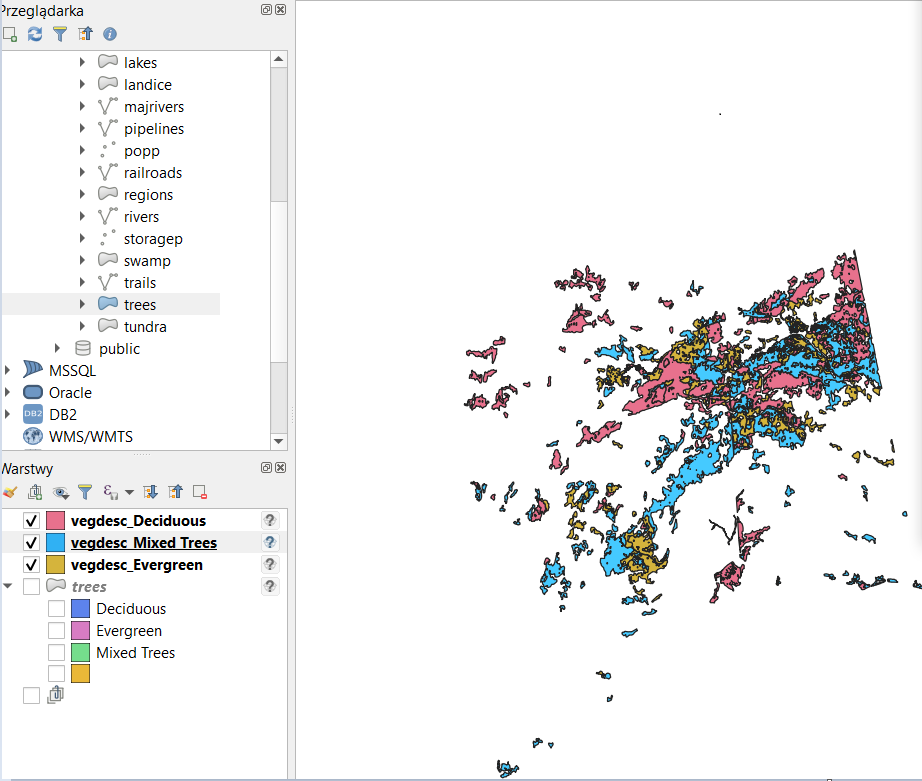 Przeglądarka
lakes
landice
majrivers
pipelines
popp
railroads
regions
rivers
storagep
swamp
trails
trees
tundra
public
MSSQL
Oracle
DB2
DB2
WMS/WMTS
Warstwy
vegdesc_Deciduous
?
vegdesc_Mixed Trees
?
vegdesc_Evergreen
?
trees
?
Deciduous
Evergreen
Mixed Trees